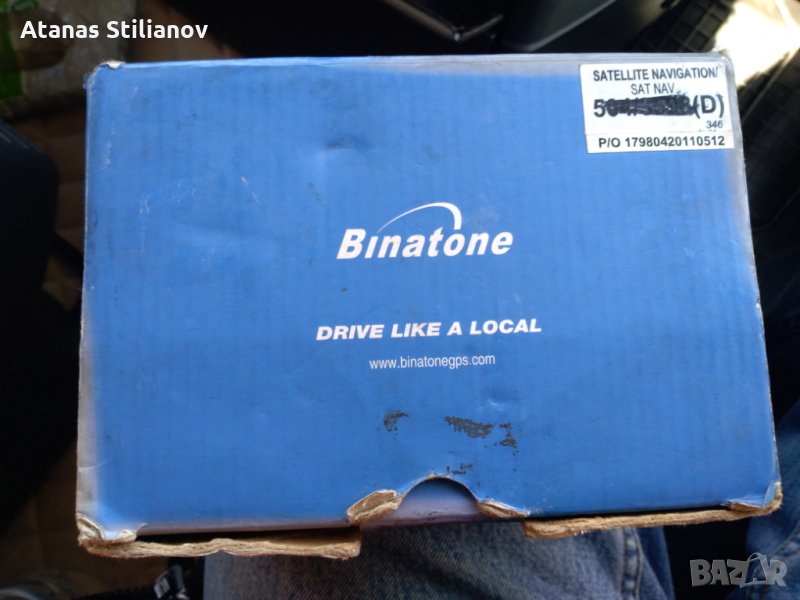 Atanas Stilianov
SATELLITE NAVIGATION/
SAT NAV
(D)
346
P/O 17980420110512
Binatone
DRIVE LIKE A LOCAL
www.binatonegps.com
BAZAR